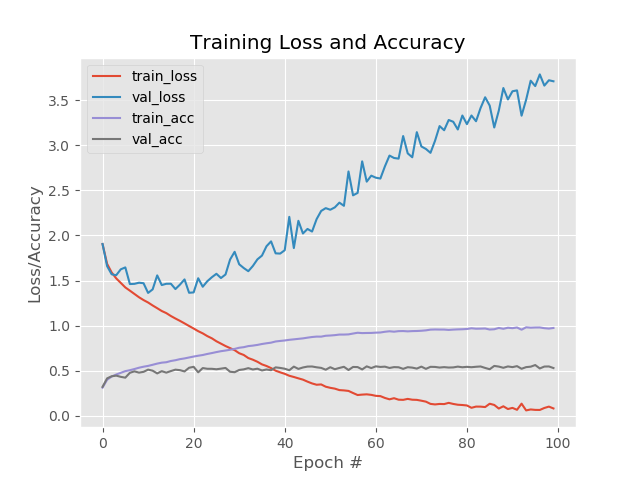 Training Loss and Accuracy
train_loss
val_loss
train_acc
val_acc
Loss/Accuracy
3.5
3.0
2.5
2.0
1.5
1.0
0.5
0.0
0 20 40 60 80 100
Epoch #